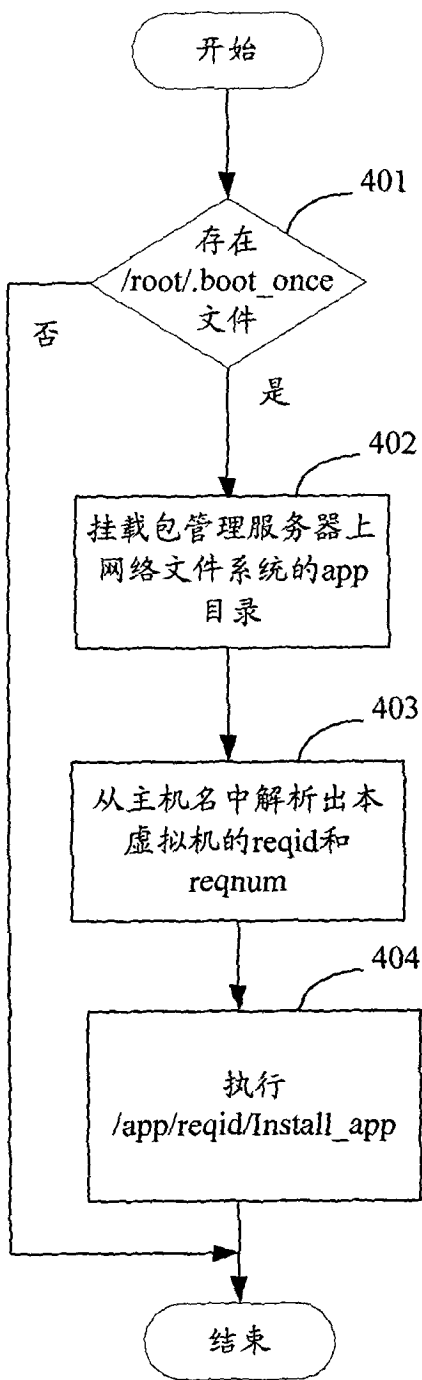 开始
401
存在
/root/.boot_once
文件
否
是
402
挂载包管理服务器上
网络文件系统的app
目录
403
从主机名中解析出本
虚拟机的reqid和
reqnum
404
执行
/app/reqid/Install_app
结束